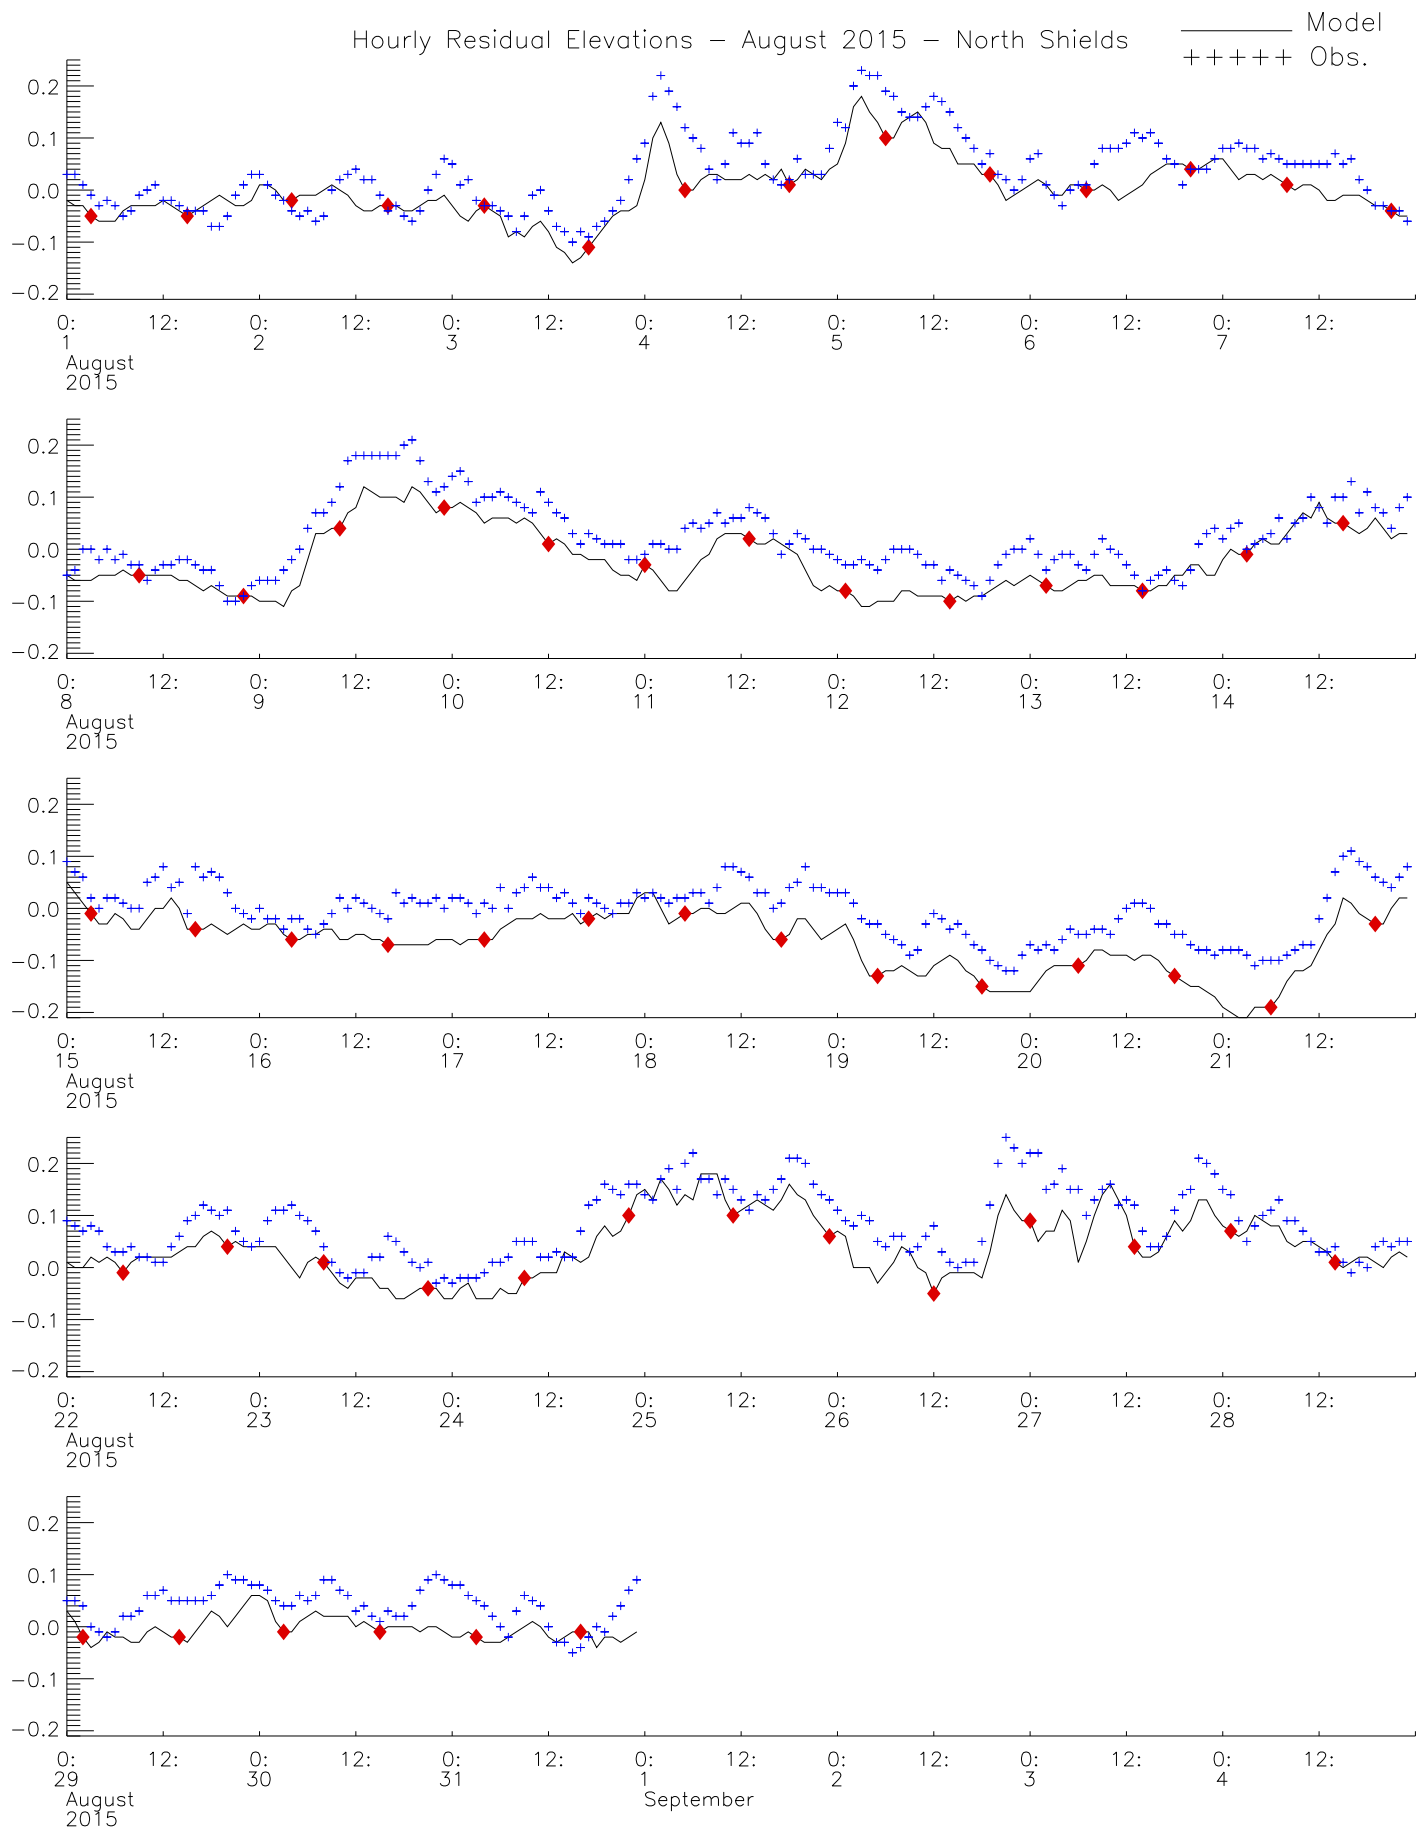 Hourly Residual Elevations − August 2015 − North Shields
Model
+++++ Obs.
0.2
0.1
0.0
−0.1
−0.2
0: 12: 0: 12: 0: 12: 0: 12: 0: 12: 0: 12: 0: 12:
1 2 3 4 5 6 7
August
2015
0.2
0.1
0.0
−0.1
−0.2
0: 12: 0: 12: 0: 12: 0: 12: 0: 12: 0: 12: 0: 12:
8 9 10 11 12 13 14
August
2015
0.2
0.1
0.0
−0.1
−0.2
0: 12: 0: 12: 0: 12: 0: 12: 0: 12: 0: 12: 0: 12:
15 16 17 18 19 20 21
August
2015
0.2
0.1
0.0
−0.1
−0.2
0: 12: 0: 12: 0: 12: 0: 12: 0: 12: 0: 12: 0: 12:
22 23 24 25 26 27 28
August
2015
0.2
0.1
0.0
−0.1
−0.2
0: 12: 0: 12: 0: 12: 0: 12: 0: 12: 0: 12: 0: 12:
29 30 31 1 2 3 4
August September
2015